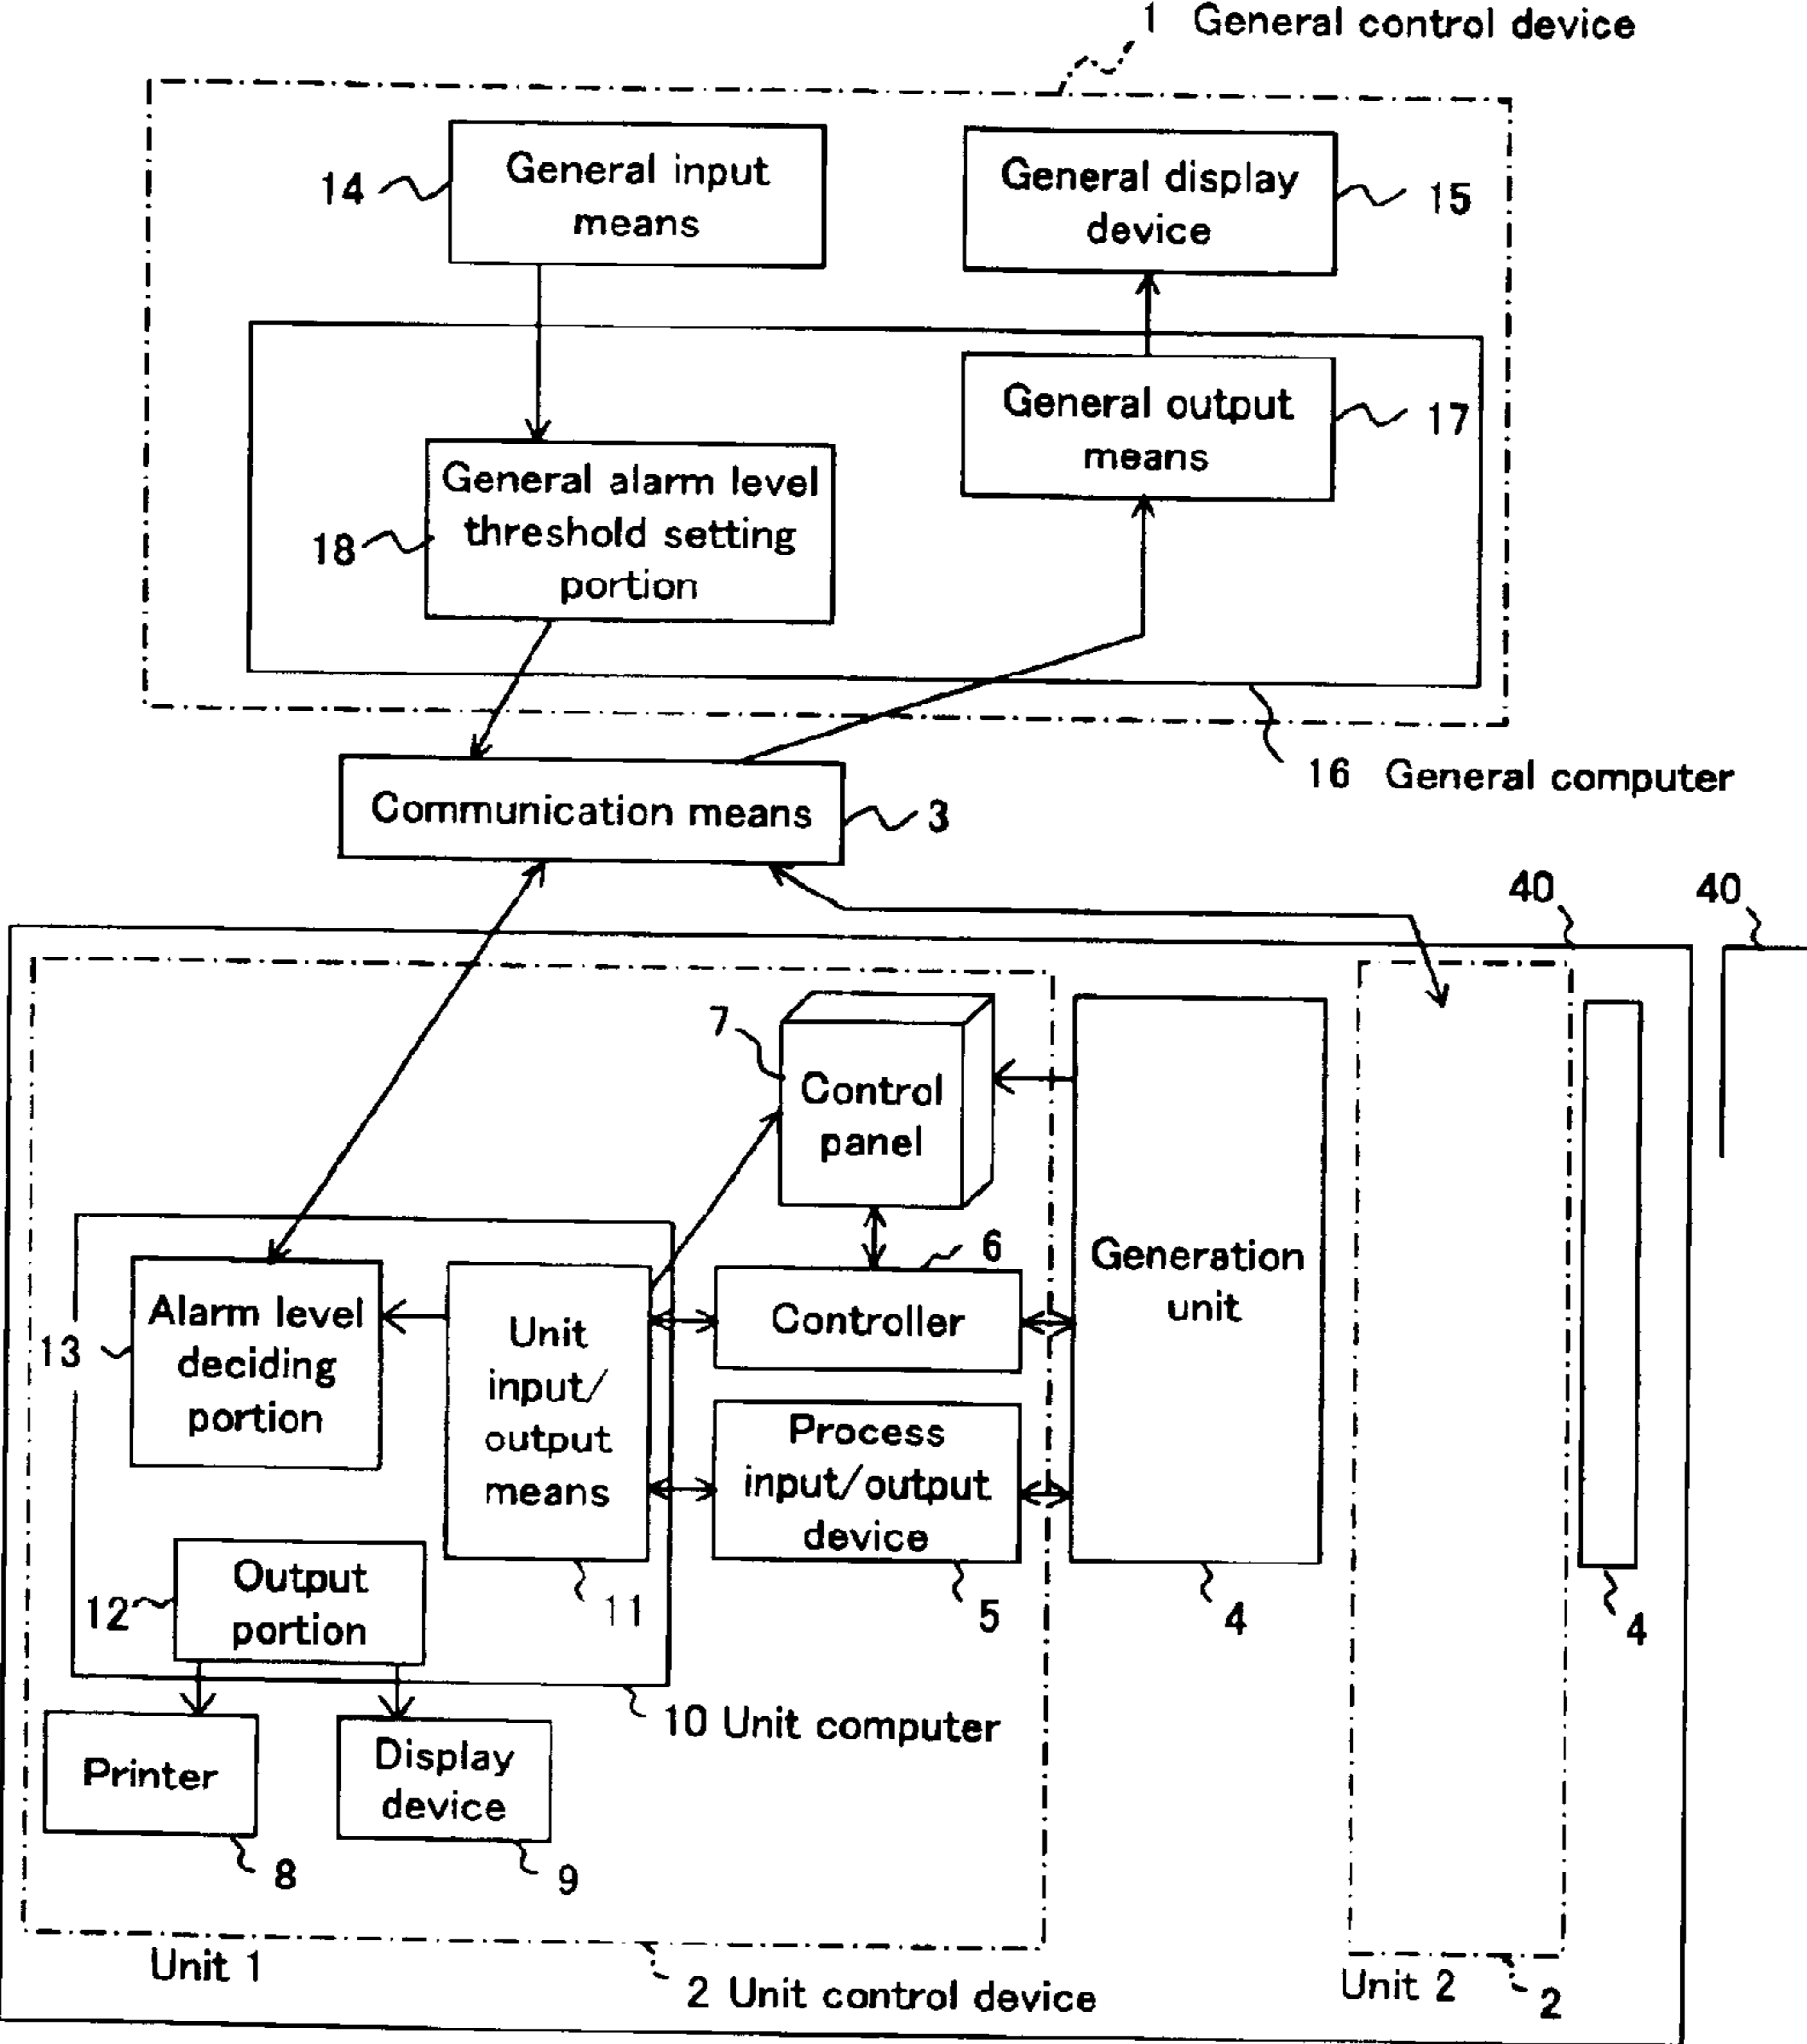 1 General control device
General input
means
14
General display
device
15
General output
means
17
General alarm level
threshold setting
portion
18
16 General computer
Communication means
3
40
40
7
Control
panel
6
Controller
Generation
unit
Alarm level
deciding
portion
13
Unit
input/
output
means
Process
input/output
device
Output
portion
12
11
5
4
4
10 Unit computer
Printer
Display
device
8
9
Unit 1
2 Unit control device
Unit 2
2